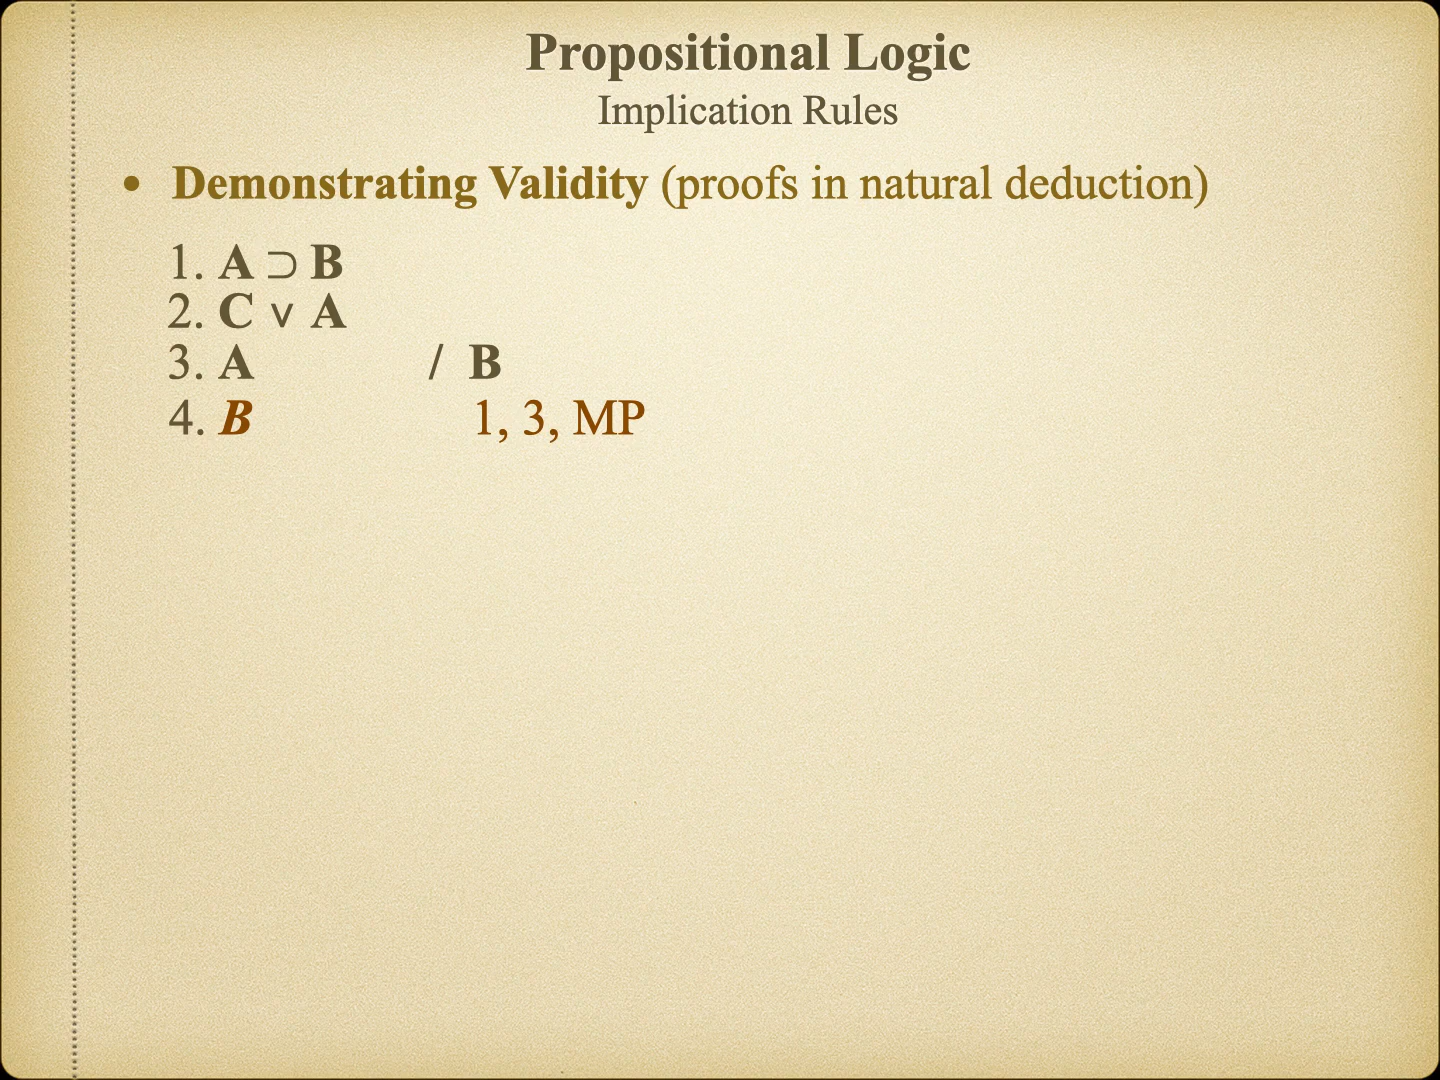 Propositional Logic
Implication Rules
• Demonstrating Validity (proofs in natural deduction)
1. A ⊃ B
2. C v A
3. A / B
4. B 1, 3, MP